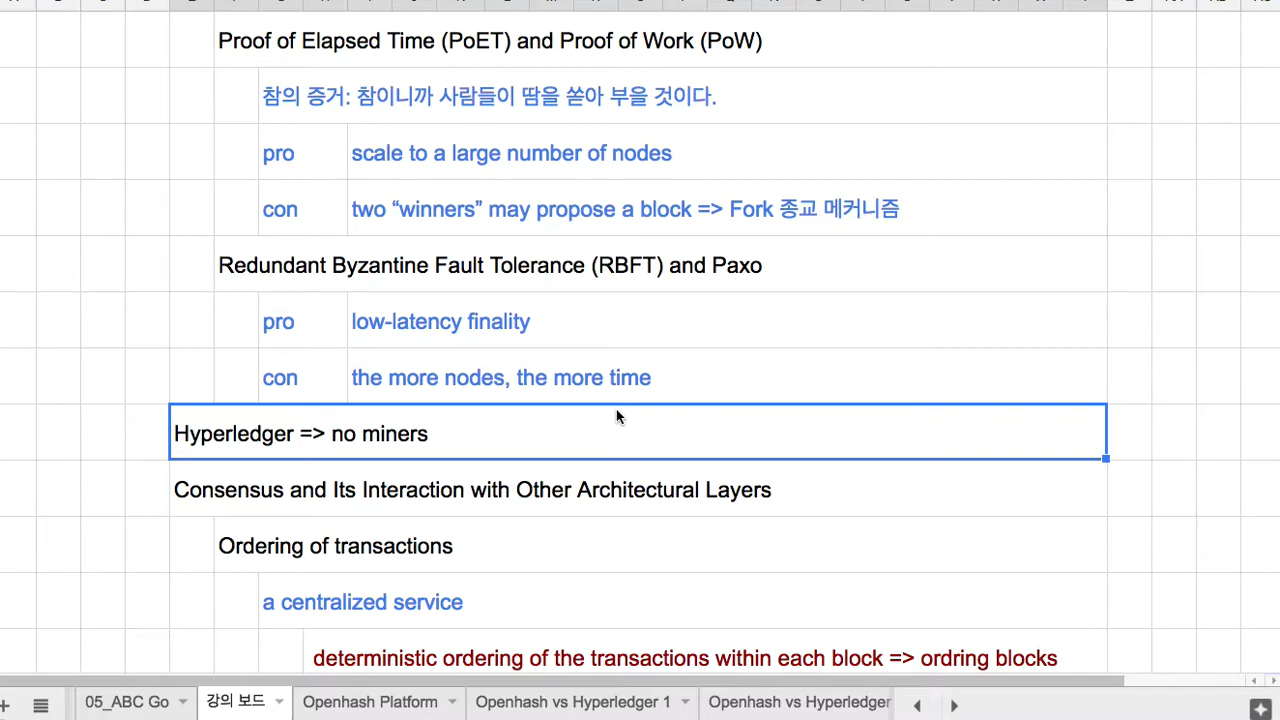 Proof of Elapsed Time (PoET) and Proof of Work (PoW)
참의 증거: 참이니까 사람들이 땀을 쏟아 부을 것이다.
pro scale to a large number of nodes
con two “winners” may propose a block => Fork 종교 메커니즘
Redundant Byzantine Fault Tolerance (RBFT) and Paxo
pro low-latency finality
con the more nodes, the more time
Hyperledger => no miners
Consensus and Its Interaction with Other Architectural Layers
Ordering of transactions
a centralized service
deterministic ordering of the transactions within each block => ordring blocks
05_ABC Go 강의 보드 Openhash Platform Openhash vs Hyperledger 1 Openhash vs Hyperledger